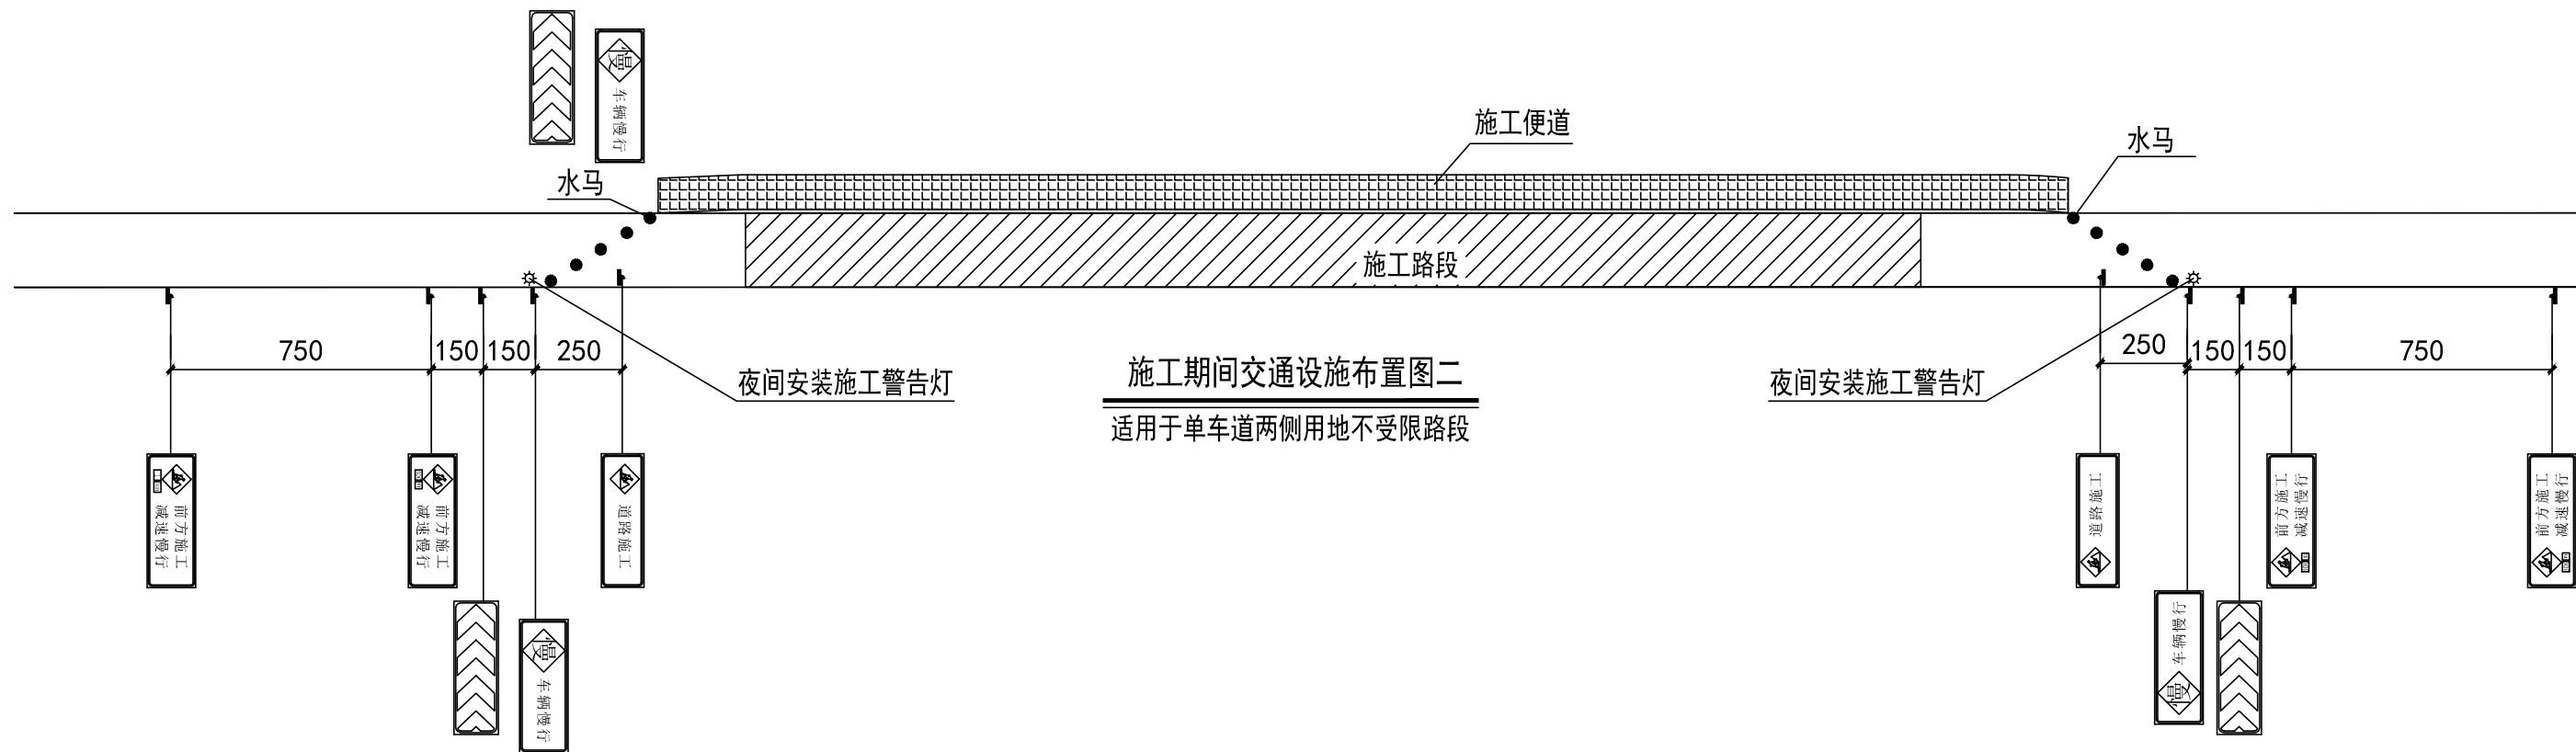 慢
车辆慢行
施工便道
水马
水马
施工路段
750
150
150
250
夜间安装施工警告灯
施工期间交通设施布置图二
适用于单车道两侧用地不受限路段
夜间安装施工警告灯
250
150
150
750
前方施工
减速慢行
前方施工
减速慢行
道路施工
慢
车辆慢行
道路施工
车辆慢行
慢
前方施工
减速慢行
前方施工
减速慢行